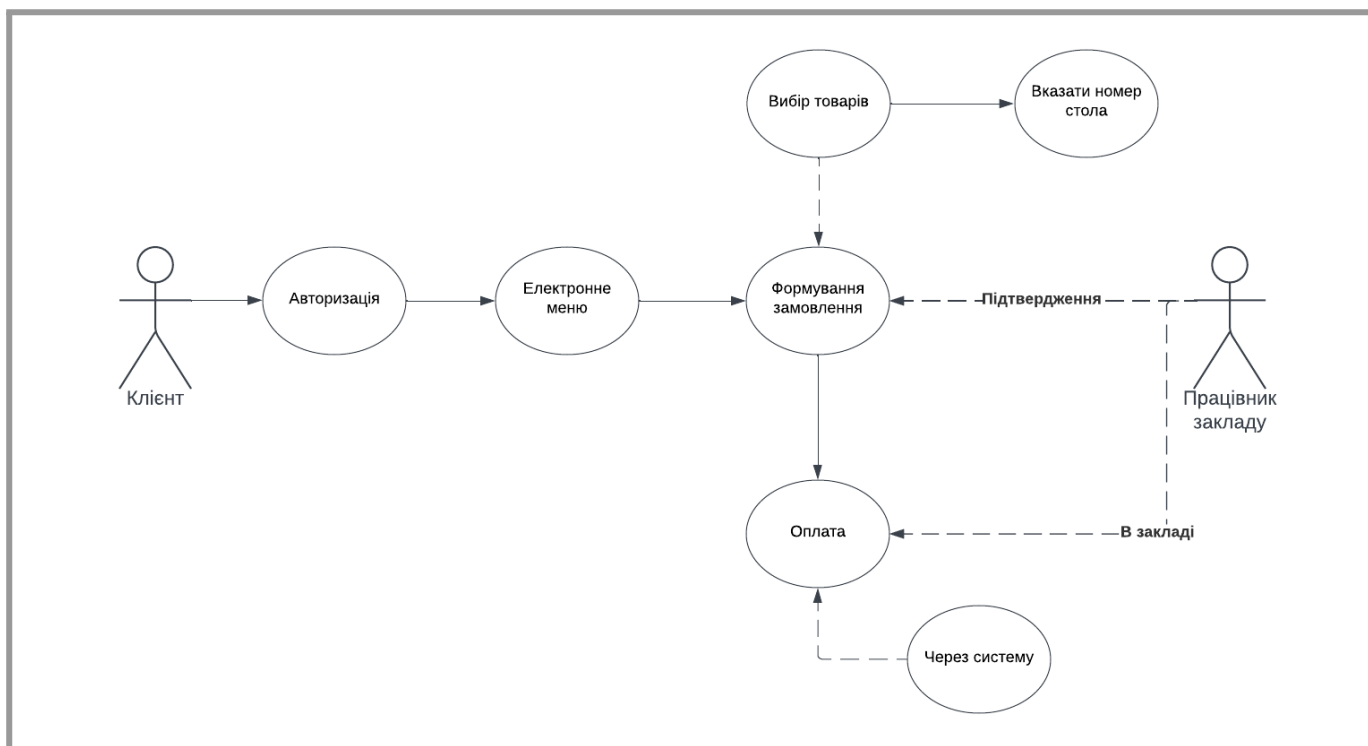 Вибір товарів
Вказати номер
стола
Авторизація
Електронне
меню
Формування
замовлення
Підтвердження
Клієнт
Працівник
закладу
Оплата
В закладі
Через систему